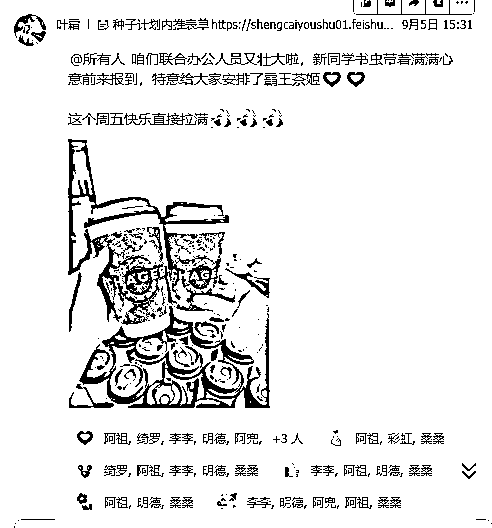 叶霜 | 种子计划内推表单 https://shengcaiyoushu01.feishu... 9月5日 15:31
@所有人 咱们联合办公人员又壮大啦，新同学书虫带着满满心
意前来报到，特意给大家安排了霸王茶姬
这个周五快乐直接拉满
阿祖, 绮罗, 李李, 明德, 阿兜, +3 人
阿祖, 彩虹, 桑桑
绮罗, 阿祖, 李李, 明德, 桑桑
李李, 阿祖, 明德, 桑桑
阿祖, 明德, 桑桑
李李, 昵德, 阿兜, 阿祖, 桑桑